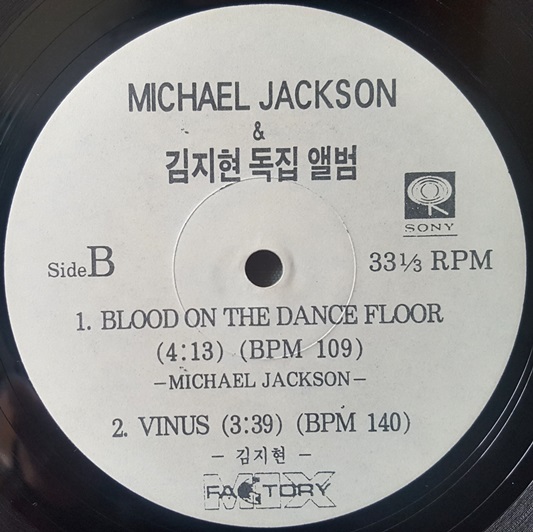 MICHAEL JACKSON
&
김지현 독집 앨범
SONY
Side B
33⅓ RPM
1. BLOOD ON THE DANCE FLOOR
(4:13) (BPM 109)
–MICHAEL JACKSON–
2. VINUS (3:39) (BPM 140)
– 김지현 –
MIX
FACTORY